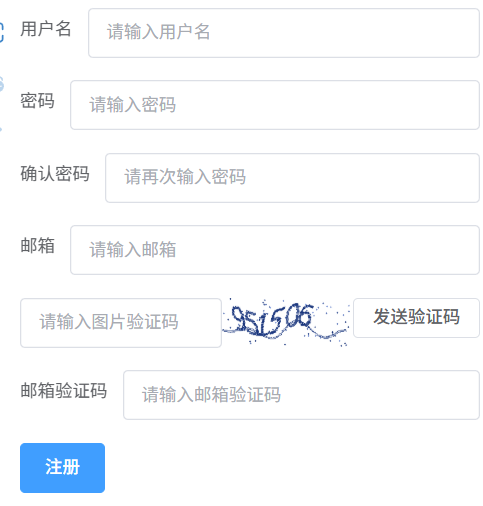 用户名 请输入用户名
密码 请输入密码
确认密码 请再次输入密码
邮箱 请输入邮箱
请输入图片验证码 951506 发送验证码
邮箱验证码 请输入邮箱验证码
注册